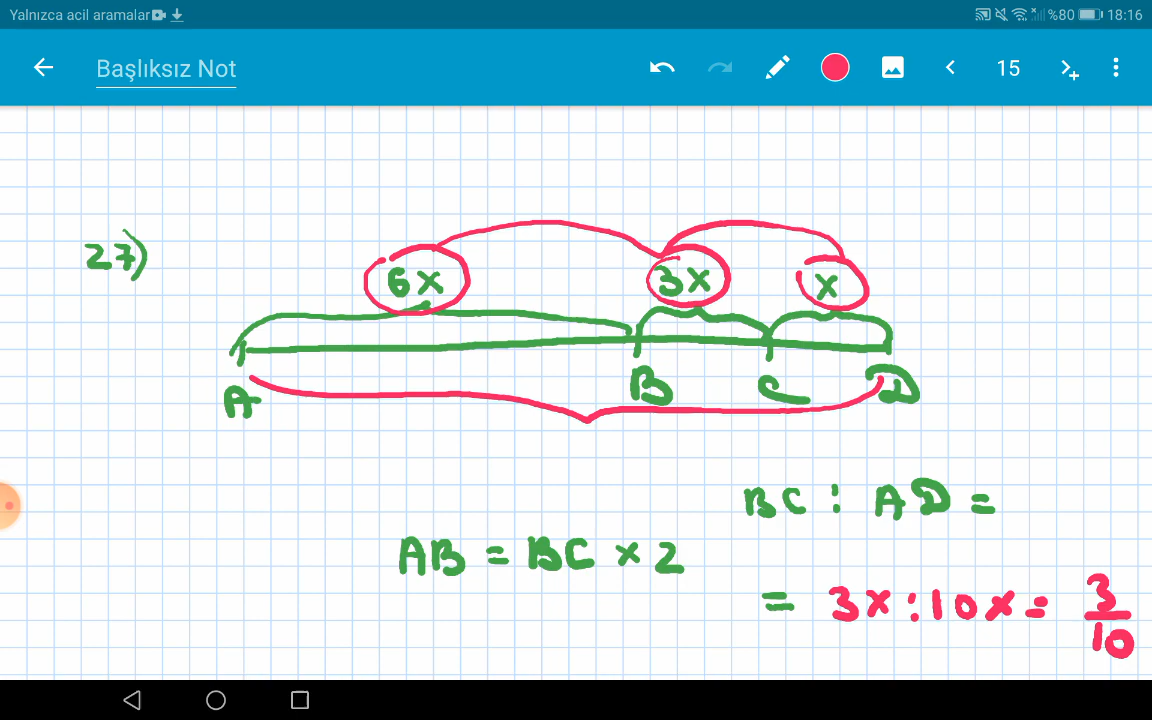 Yalnızca acil aramalar %80 18:16
Başlıksız Not 15
27)
6x 3x x
A B C D
BC : AD =
AB = BC x 2
= 3x:10x= 3/10